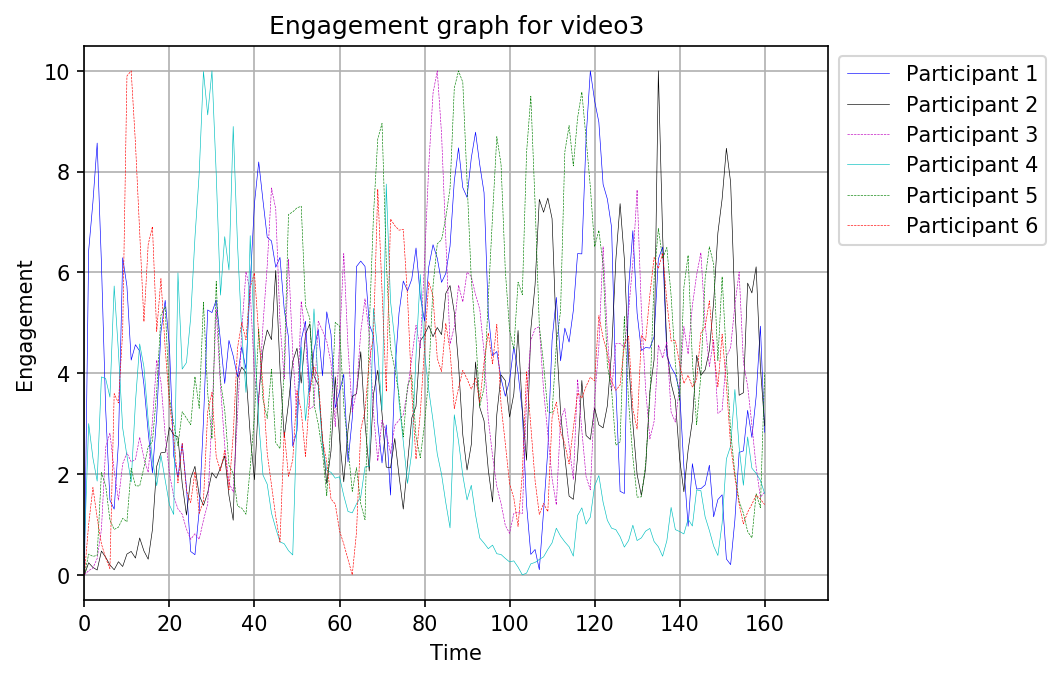 Engagement graph for video3
Participant 1
Participant 2
Participant 3
Participant 4
Participant 5
Participant 6
Engagement
10
8
6
4
2
0
0 20 40 60 80 100 120 140 160
Time